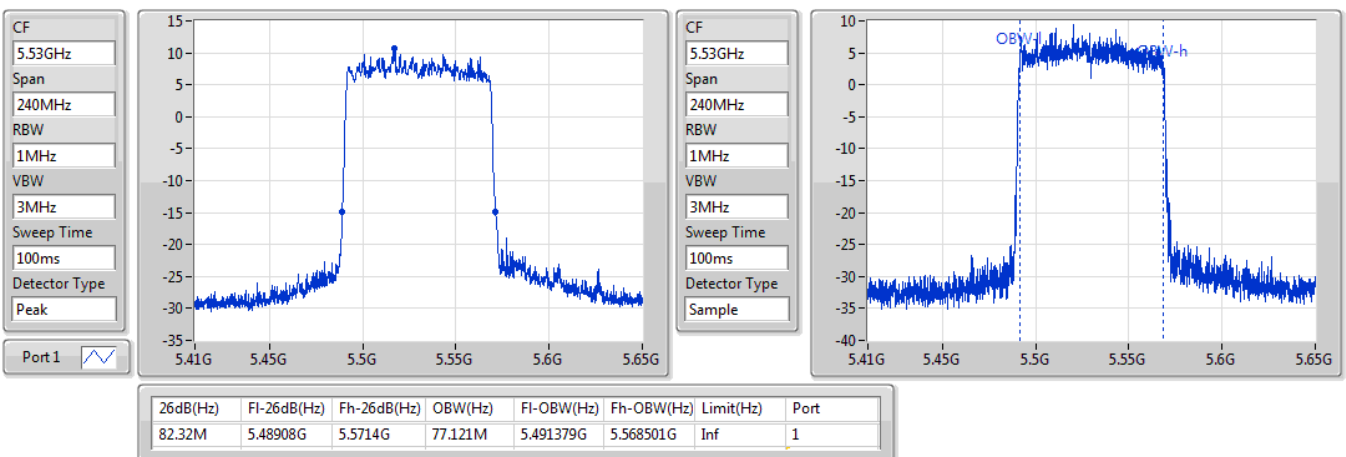 CF
5.53GHz
Span
240MHz
RBW
1MHz
VBW
3MHz
Sweep Time
100ms
Detector Type
Peak
Port 1
15
10
5
0
-5
-10
-15
-20
-25
-30
-35
5.41G 5.45G 5.5G 5.55G 5.6G 5.65G
CF
5.53GHz
Span
240MHz
RBW
1MHz
VBW
3MHz
Sweep Time
100ms
Detector Type
Sample
10
5
0
-5
-10
-15
-20
-25
-30
-35
-40
OBW-l
OBW-h
5.41G 5.45G 5.5G 5.55G 5.6G 5.65G
26dB(Hz) Fl-26dB(Hz) Fh-26dB(Hz) OBW(Hz) Fl-OBW(Hz) Fh-OBW(Hz) Limit(Hz) Port
82.32M 5.48908G 5.5714G 77.121M 5.491379G 5.568501G Inf 1